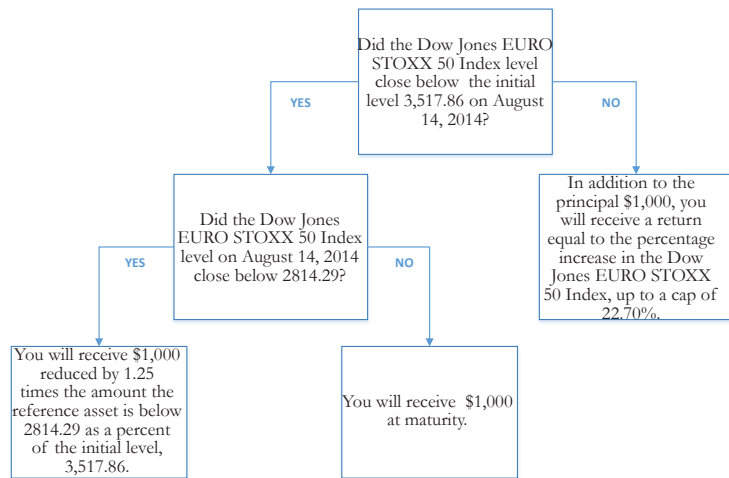 Did the Dow Jones EURO
STOXX 50 Index level
close below the initial
level 3,517.86 on August
14, 2014?
YES
NO
Did the Dow Jones
EURO STOXX 50 Index
level on August 14, 2014
close below 2814.29?
In addition to the
principal $1,000, you
will receive a return
equal to the percentage
increase in the Dow
Jones EURO STOXX
50 Index, up to a cap of
22.70%.
YES
NO
You will receive $1,000
reduced by 1.25
times the amount the
reference asset is below
2814.29 as a percent
of the initial level,
3,517.86.
You will receive $1,000
at maturity.